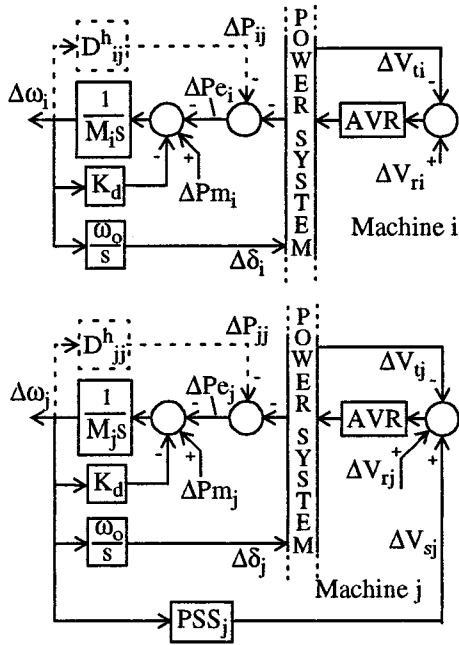 D^h_ij
ΔP_ij
POWER SYSTEM
ΔV_ti
-
-
Δω_i
1/(M_i s)
-
ΔPe_i
-
AVR
-
+
ΔPm_i
+
ΔV_ri
K_d
Machine i
ω_o/s
Δδ_i
D^h_jj
ΔP_jj
POWER SYSTEM
ΔV_tj
-
-
Δω_j
1/(M_j s)
-
ΔPe_j
-
AVR
-
+
ΔPm_j
+
+
ΔV_rj
K_d
ΔV_sj
ω_o/s
Δδ_j
Machine j
PSS_j